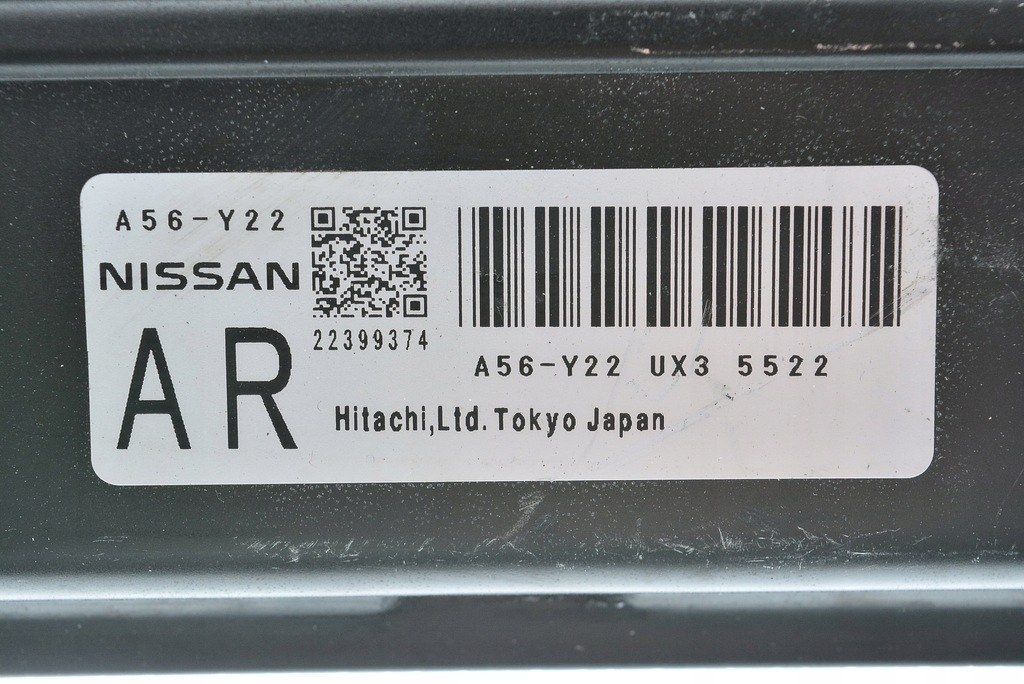 A56-Y22
NISSAN
AR
22399374
A56-Y22 UX3 5522
Hitachi,Ltd. Tokyo Japan